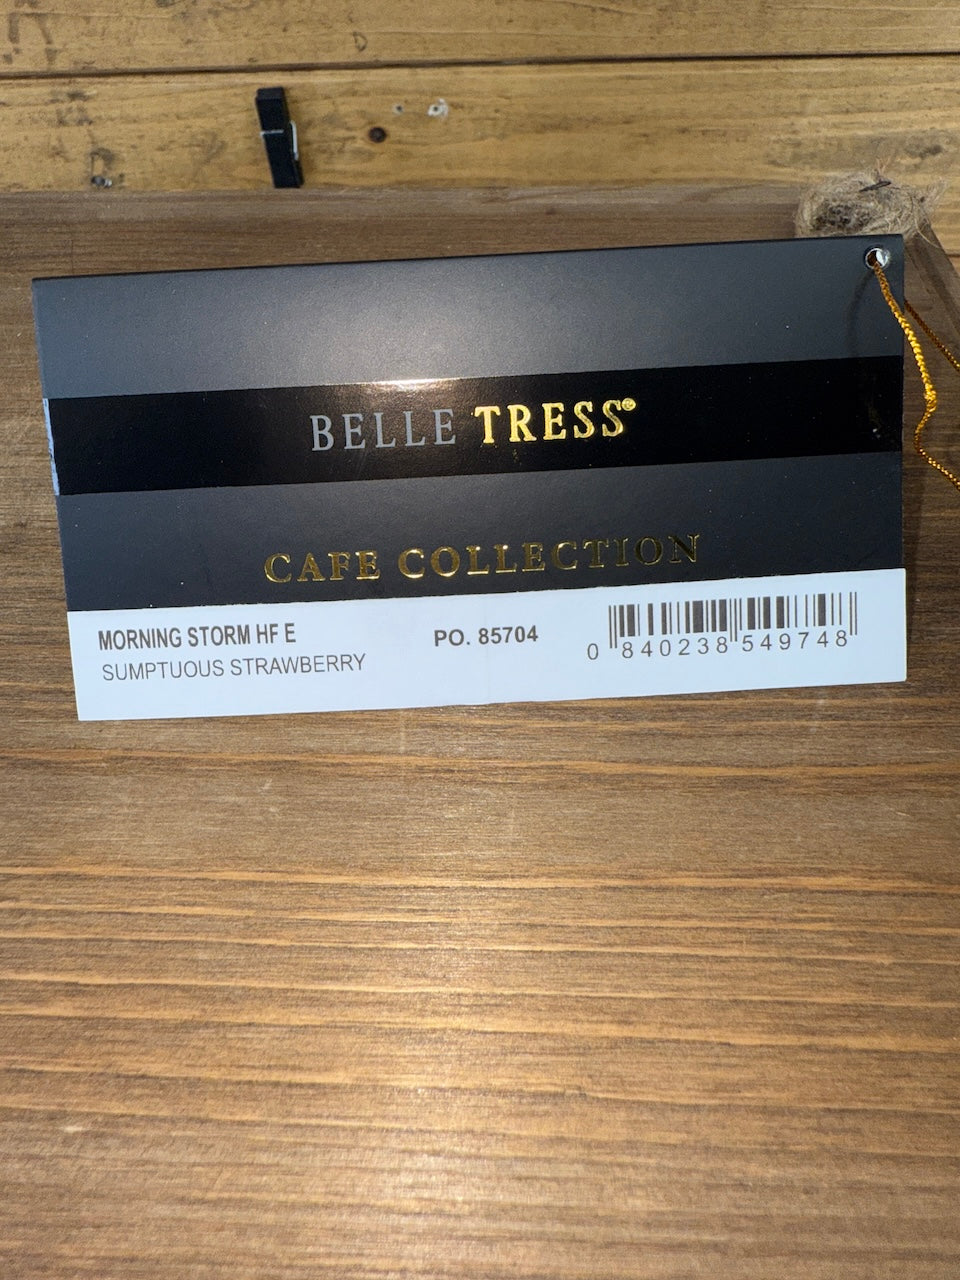 BELLE TRESS®
CAFE COLLECTION
MORNING STORM HF E
SUMPTUOUS STRAWBERRY
PO. 85704
0 840238 549748